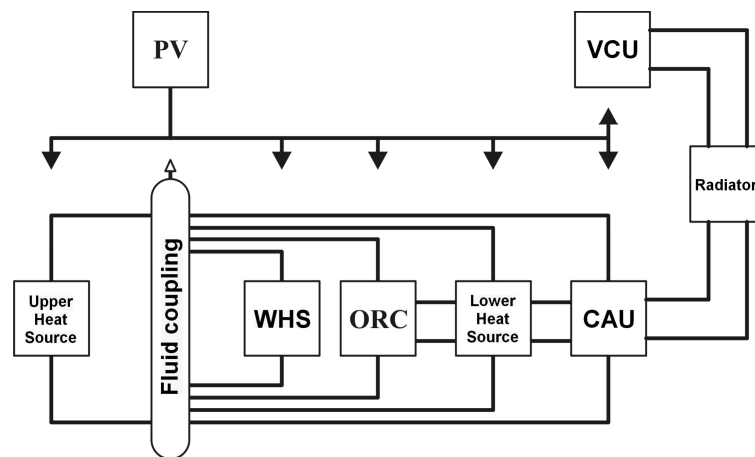 PV
VCU
Radiator
Fluid coupling
Upper
Heat
Source
WHS
ORC
Lower
Heat
Source
CAU